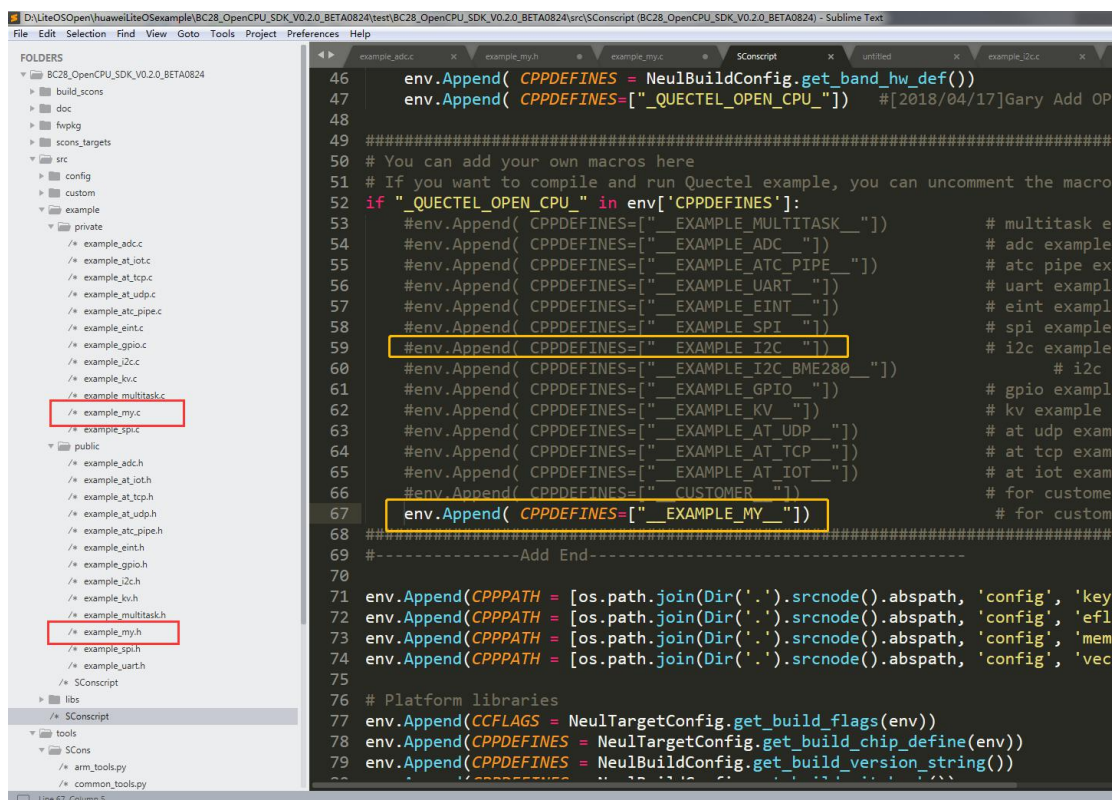 D:\LiteOSOpen\huaweiLiteOSexample\BC28_OpenCPU_SDK_V0.2.0_BETA0824\test\BC28_OpenCPU_SDK_V0.2.0_BETA0824\src\SConscript (BC28_OpenCPU_SDK_V0.2.0_BETA0824) - Sublime Text
File Edit Selection Find View Goto Tools Project Preferences Help
FOLDERS
BC28_OpenCPU_SDK_V0.2.0_BETA0824
build_scons
doc
fwpkg
scons_targets
src
config
custom
example
private
/* example_adc.c
/* example_at_iot.c
/* example_at_tcp.c
/* example_at_udp.c
/* example_atc_pipe.c
/* example_eint.c
/* example_gpio.c
/* example_i2c.c
/* example_kv.c
/* example_multitask.c
/* example_my.c
/* example_spi.c
public
/* example_adc.h
/* example_at_iot.h
/* example_at_tcp.h
/* example_at_udp.h
/* example_atc_pipe.h
/* example_eint.h
/* example_gpio.h
/* example_i2c.h
/* example_kv.h
/* example_multitask.h
/* example_my.h
/* example_spi.h
/* example_uart.h
/* SConscript
libs
/* SConscript
tools
SCons
/* arm_tools.py
/* common_tools.py
example_adc.c × example_my.h example_my.c SConscript × untitled × example_i2c.c ×
46 env.Append( CPPDEFINES = NeulBuildConfig.get_band_hw_def())
47 env.Append( CPPDEFINES=["_QUECTEL_OPEN_CPU_"]) #[2018/04/17]Gary Add OP
48
49 ################################################################################
50 # You can add your own macros here
51 # If you want to compile and run Quectel example, you can uncomment the macro
52 if "_QUECTEL_OPEN_CPU_" in env['CPPDEFINES']:
53 #env.Append( CPPDEFINES=["__EXAMPLE_MULTITASK__"]) # multitask e
54 #env.Append( CPPDEFINES=["__EXAMPLE_ADC__"]) # adc example
55 #env.Append( CPPDEFINES=["__EXAMPLE_ATC_PIPE__"]) # atc pipe ex
56 #env.Append( CPPDEFINES=["__EXAMPLE_UART__"]) # uart exampl
57 #env.Append( CPPDEFINES=["__EXAMPLE_EINT__"]) # eint exampl
58 #env.Append( CPPDEFINES=["__EXAMPLE_SPI__"]) # spi example
59 #env.Append( CPPDEFINES=["__EXAMPLE_I2C__"]) # i2c example
60 #env.Append( CPPDEFINES=["__EXAMPLE_I2C_BME280__"]) # i2c
61 #env.Append( CPPDEFINES=["__EXAMPLE_GPIO__"]) # gpio exampl
62 #env.Append( CPPDEFINES=["__EXAMPLE_KV__"]) # kv example
63 #env.Append( CPPDEFINES=["__EXAMPLE_AT_UDP__"]) # at udp exam
64 #env.Append( CPPDEFINES=["__EXAMPLE_AT_TCP__"]) # at tcp exam
65 #env.Append( CPPDEFINES=["__EXAMPLE_AT_IOT__"]) # at iot exam
66 #env.Append( CPPDEFINES=["__CUSTOMER__"]) # for custome
67 env.Append( CPPDEFINES=["__EXAMPLE_MY__"]) # for custom
68 ################################################################################
69 #---------------Add End---------------------------------------
70
71 env.Append(CPPPATH = [os.path.join(Dir('.').srcnode().abspath, 'config', 'key
72 env.Append(CPPPATH = [os.path.join(Dir('.').srcnode().abspath, 'config', 'efl
73 env.Append(CPPPATH = [os.path.join(Dir('.').srcnode().abspath, 'config', 'mem
74 env.Append(CPPPATH = [os.path.join(Dir('.').srcnode().abspath, 'config', 'vec
75
76 # Platform libraries
77 env.Append(CCFLAGS = NeulTargetConfig.get_build_flags(env))
78 env.Append(CPPDEFINES = NeulTargetConfig.get_build_chip_define(env))
79 env.Append(CPPDEFINES = NeulBuildConfig.get_build_version_string())
Line 67, Column 5